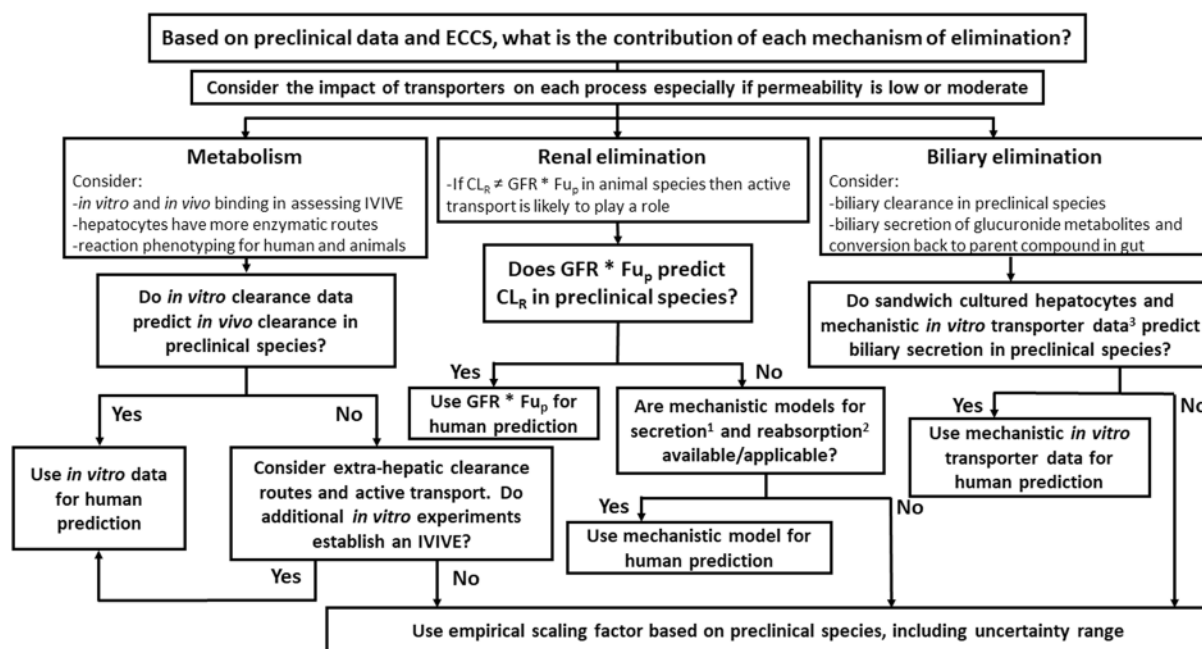 Based on preclinical data and ECCS, what is the contribution of each mechanism of elimination?
Consider the impact of transporters on each process especially if permeability is low or moderate
Metabolism
Consider:
-in vitro and in vivo binding in assessing IVIVE
-hepatocytes have more enzymatic routes
-reaction phenotyping for human and animals
Do in vitro clearance data
predict in vivo clearance in
preclinical species?
Yes
No
Use in vitro data
for human
prediction
Consider extra-hepatic clearance
routes and active transport. Do
additional in vitro experiments
establish an IVIVE?
Yes
No
Renal elimination
-If CLR ≠ GFR * Fup in animal species then active
transport is likely to play a role
Does GFR * Fup predict
CLR in preclinical species?
Yes
No
Use GFR * Fup for
human prediction
Are mechanistic models for
secretion¹ and reabsorption²
available/applicable?
Yes
No
Use mechanistic model for
human prediction
Biliary elimination
Consider:
-biliary clearance in preclinical species
-biliary secretion of glucuronide metabolites and
conversion back to parent compound in gut
Do sandwich cultured hepatocytes and
mechanistic in vitro transporter data³ predict
biliary secretion in preclinical species?
Yes
No
Use mechanistic in vitro
transporter data for
human prediction
Use empirical scaling factor based on preclinical species, including uncertainty range